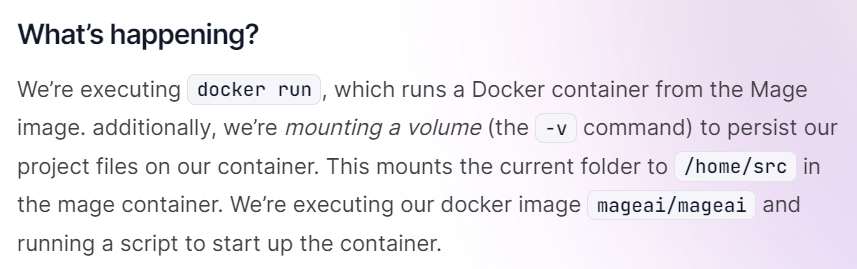 What's happening?
We're executing docker run, which runs a Docker container from the Mage
image. additionally, we're mounting a volume (the -v command) to persist our
project files on our container. This mounts the current folder to /home/src in
the mage container. We're executing our docker image mageai/mageai and
running a script to start up the container.